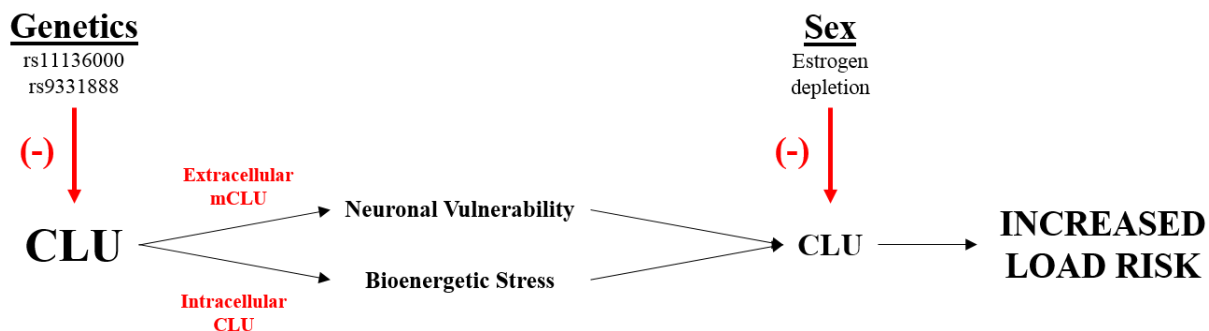 Genetics
rs11136000
rs9331888
(-)
CLU
Extracellular
mCLU
Intracellular
CLU
Neuronal Vulnerability
Bioenergetic Stress
Sex
Estrogen
depletion
(-)
CLU
INCREASED
LOAD RISK